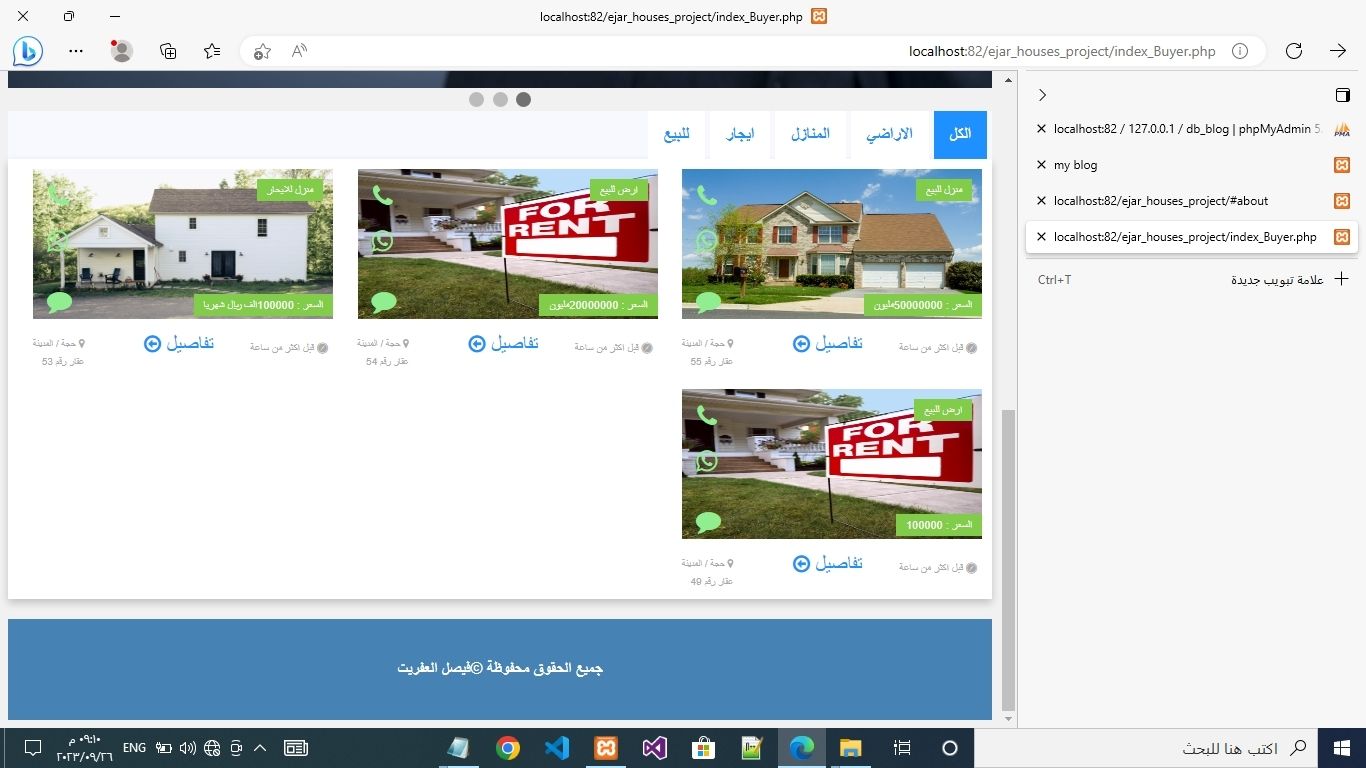 localhost:82/ejar_houses_project/index_Buyer.php
localhost:82/ejar_houses_project/index_Buyer.php
localhost:82 / 127.0.0.1 / db_blog | phpMyAdmin 5.
my blog
localhost:82/ejar_houses_project/#about
localhost:82/ejar_houses_project/index_Buyer.php
علامة تبويب جديدة
Ctrl+T
الكل
الاراضي
المنازل
ايجار
للبيع
منزل للبيع
السعر : 50000000مليون
قبل اكثر من ساعة
تفاصيل
حجة / المدينة
عقار رقم 55
ارض للبيع
FOR
RENT
السعر : 20000000مليون
قبل اكثر من ساعة
تفاصيل
حجة / المدينة
عقار رقم 54
منزل للايجار
السعر : 100000الف ريال شهريا
قبل اكثر من ساعة
تفاصيل
حجة / المدينة
عقار رقم 53
ارض للبيع
FOR
RENT
السعر : 100000
قبل اكثر من ساعة
تفاصيل
حجة / المدينة
عقار رقم 49
جميع الحقوق محفوظة ©فيصل العفريت
اكتب هنا للبحث
ENG
٠٩:١٠ م
٢٠٢٣/٠٩/٢٦